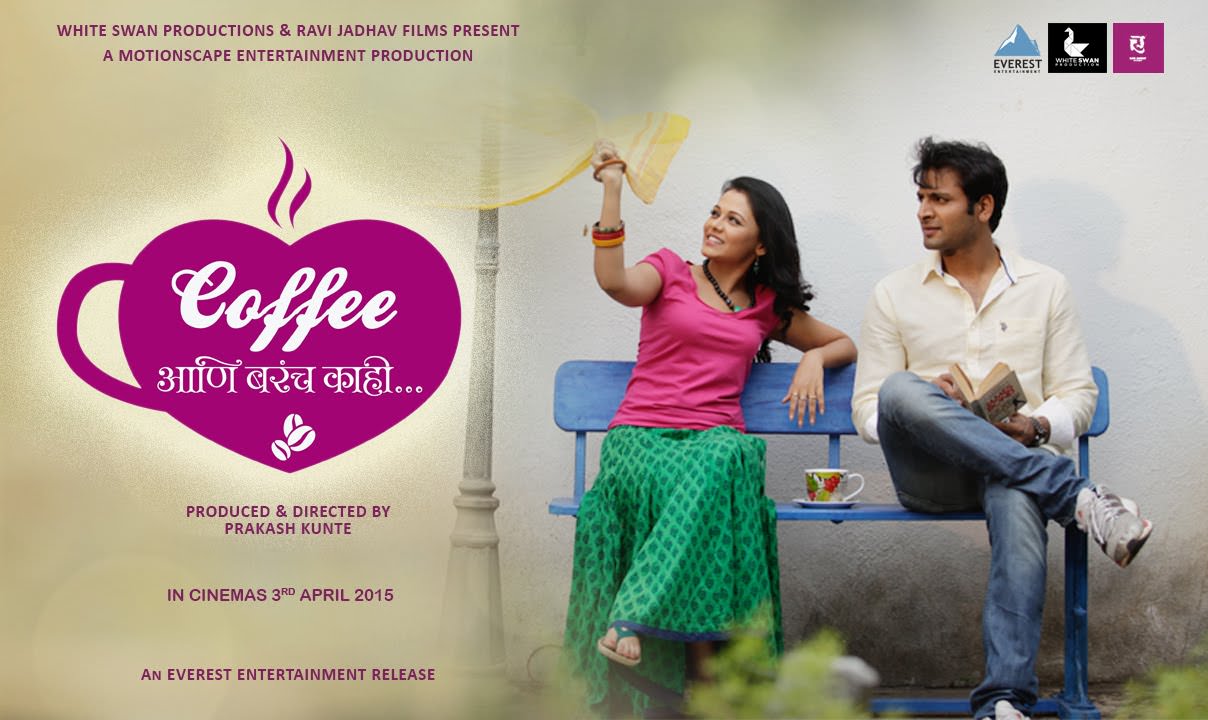 WHITE SWAN PRODUCTIONS & RAVI JADHAV FILMS PRESENT
A MOTIONSCAPE ENTERTAINMENT PRODUCTION
EVEREST
ENTERTAINMENT
WHITE SWAN
PRODUCTION
Coffee
आणि बरंच काही...
PRODUCED & DIRECTED BY
PRAKASH KUNTE
IN CINEMAS 3RD APRIL 2015
AN EVEREST ENTERTAINMENT RELEASE